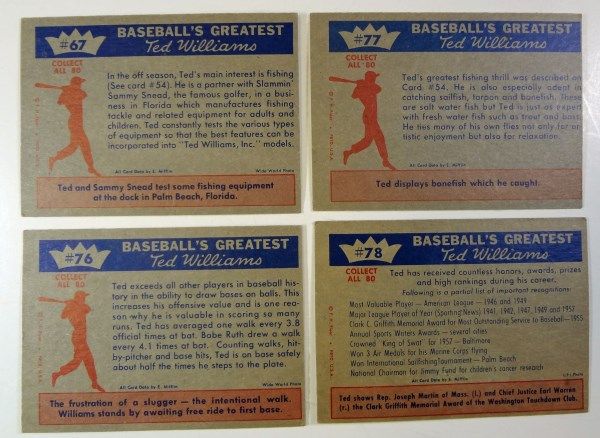 #67
BASEBALL'S GREATEST
Ted Williams
COLLECT
ALL 80
In the off season, Ted's main interest is fishing
(See card #54). He is a partner with Slammin'
Sammy Snead, the famous golfer, in a busi-
ness in Florida which manufactures fishing
tackle and related equipment for adults and
children. Ted constantly tests the various types
of equipment so that the best features can be
incorporated into "Ted Williams, Inc." models.
All Card Data by E. Mifflin
Wide World Photo
Ted and Sammy Snead test some fishing equipment
at the dock in Palm Beach, Florida.
#77
BASEBALL'S GREATEST
Ted Williams
COLLECT
ALL 80
Ted's greatest fishing thrill was described on
Card #54. He is also especially adept in
catching sailfish, tarpon and bonefish. These
are salt water fish but Ted is just as expert
with fresh water fish such as trout and bass.
He ties many of his own flies not only for ar-
tistic enjoyment but also for relaxation.
All Card Data by E. Mifflin
Ted displays bonefish which he caught.
#76
BASEBALL'S GREATEST
Ted Williams
COLLECT
ALL 80
Ted exceeds all other players in baseball his-
tory in the ability to draw bases on balls. This
increases his offensive value and is one rea-
son why he is valuable in scoring so many
runs. Ted has averaged one walk every 3.8
official times at bat. Babe Ruth drew a walk
every 4.1 times at bat. Counting walks, hit-
by-pitcher and base hits, Ted is on base safely
about half the times he steps to the plate.
All Card Data by E. Mifflin
The frustration of a slugger — the intentional walk.
Williams stands by awaiting free ride to first base.
#78
BASEBALL'S GREATEST
Ted Williams
COLLECT
ALL 80
Ted has received countless honors, awards, prizes
and high rankings during his career.
Following is a partial list of important recognitions:
Most Valuable Player — American League — 1946 and 1949
Major League Player of Year (Sporting News) 1941, 1942, 1947, 1949 and 1957
Clark C. Griffith Memorial Award for Most Outstanding Service to Baseball—1955
Annual Sports Writers Awards — several cities
Crowned "King of Swat" for 1957 — Baltimore
Won 3 Air Medals for his Marine Corps flying
Won International SailfishingTournament — Palm Beach
National Chairman for Jimmy Fund for children's cancer research
All Card Data by E. Mifflin
U.P.I. Photo
Ted shows Rep. Joseph Martin of Mass. (l.) and Chief Justice Earl Warren
(r.) the Clark Griffith Memorial Award of the Washington Touchdown Club.